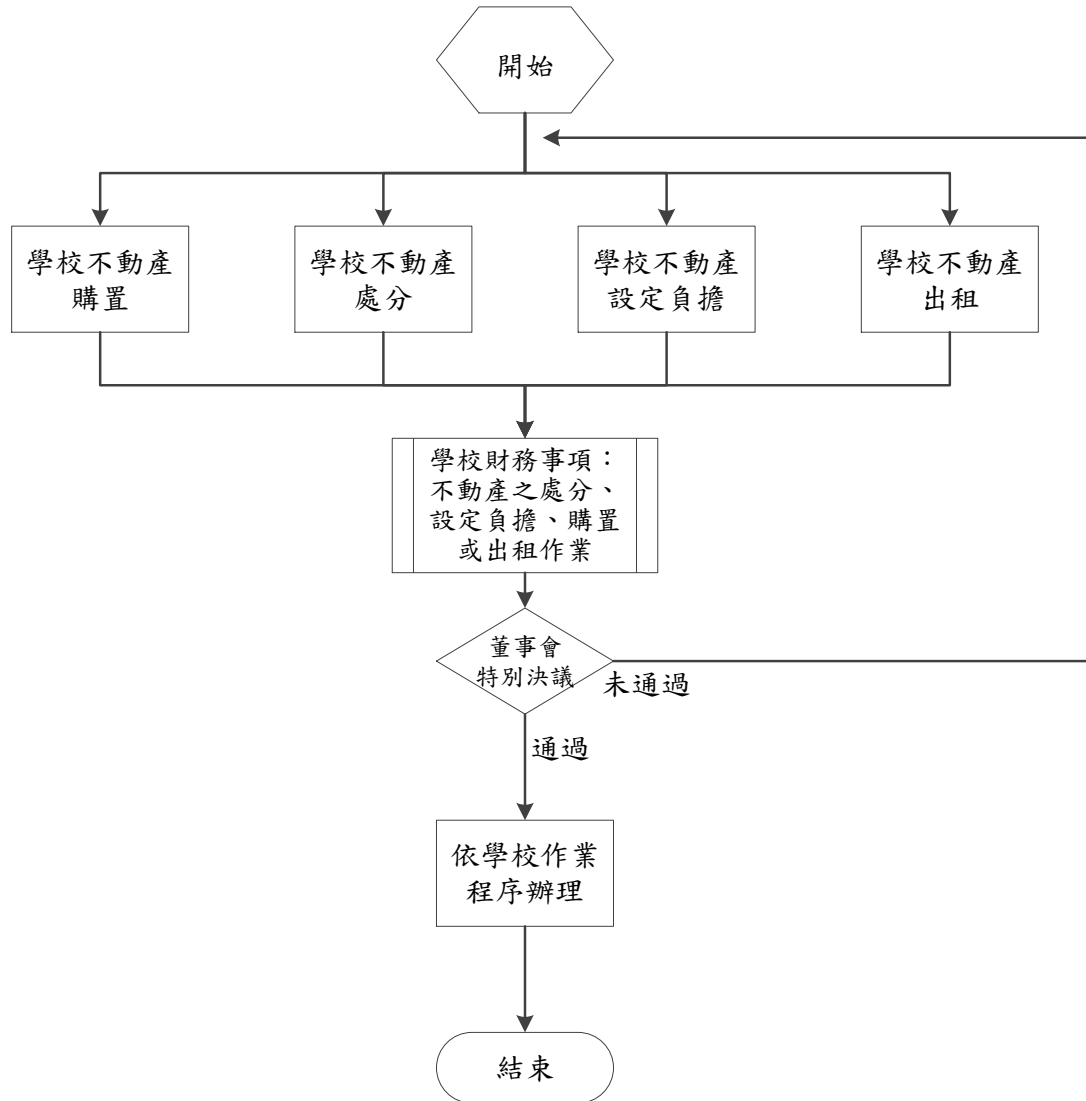 開始
學校不動產
購置
學校不動產
處分
學校不動產
設定負擔
學校不動產
出租
學校財務事項：
不動產之處分、
設定負擔、購置
或出租作業
董事會
特別決議
未通過
通過
依學校作業
程序辦理
結束